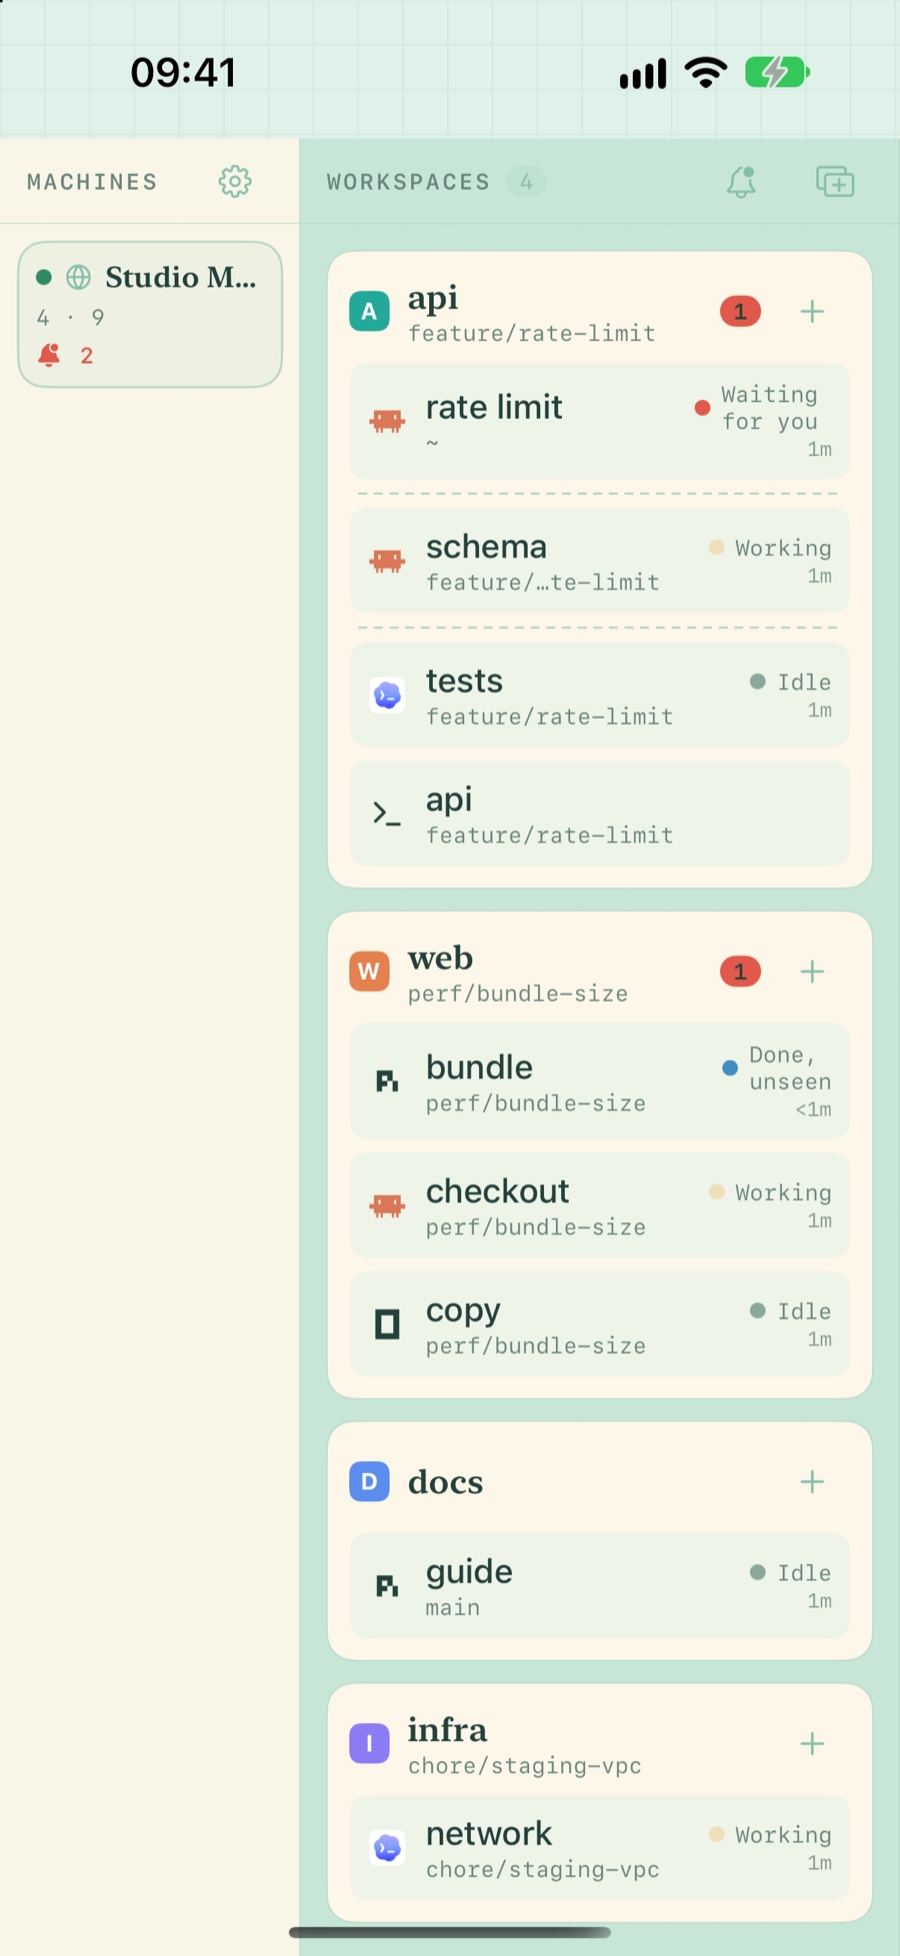 09:41
MACHINES
WORKSPACES 4
Studio M...
4 · 9
2
A api 1
feature/rate-limit
rate limit
~
Waiting
for you
1m
schema
feature/…te-limit
Working
1m
tests
feature/rate-limit
Idle
1m
api
feature/rate-limit
W web 1
perf/bundle-size
bundle
perf/bundle-size
Done,
unseen
<1m
checkout
perf/bundle-size
Working
1m
copy
perf/bundle-size
Idle
1m
D docs
guide
main
Idle
1m
I infra
chore/staging-vpc
network
chore/staging-vpc
Working
1m